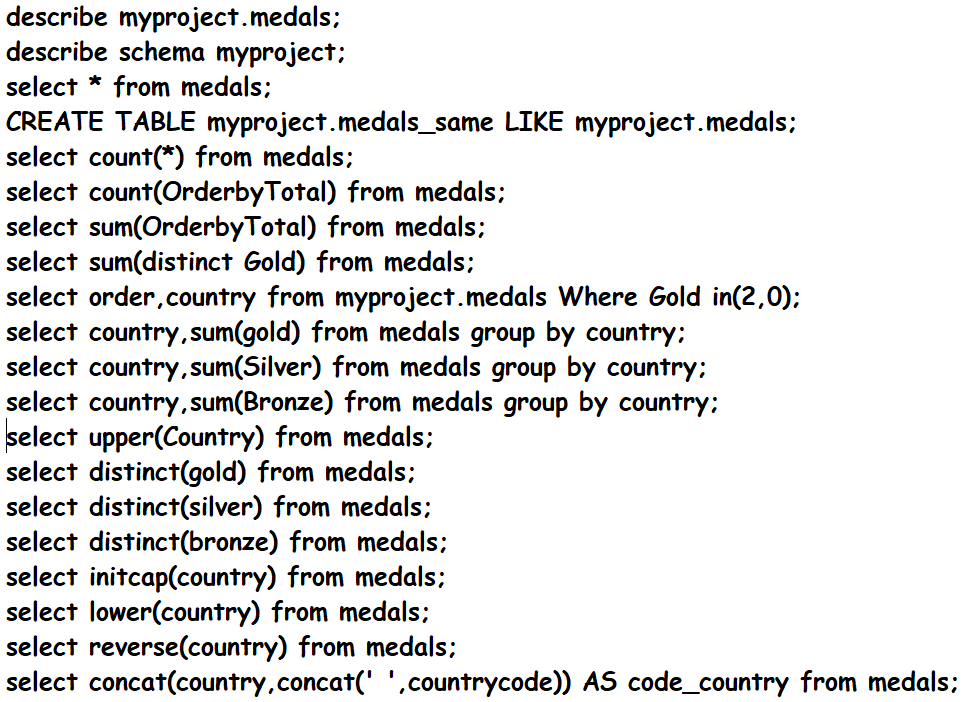 describe myproject.medals;
describe schema myproject;
select * from medals;
CREATE TABLE myproject.medals_same LIKE myproject.medals;
select count(*) from medals;
select count(OrderbyTotal) from medals;
select sum(OrderbyTotal) from medals;
select sum(distinct Gold) from medals;
select order,country from myproject.medals Where Gold in(2,0);
select country,sum(gold) from medals group by country;
select country,sum(Silver) from medals group by country;
select country,sum(Bronze) from medals group by country;
select upper(Country) from medals;
select distinct(gold) from medals;
select distinct(silver) from medals;
select distinct(bronze) from medals;
select initcap(country) from medals;
select lower(country) from medals;
select reverse(country) from medals;
select concat(country,concat(' ',countrycode)) AS code_country from medals;